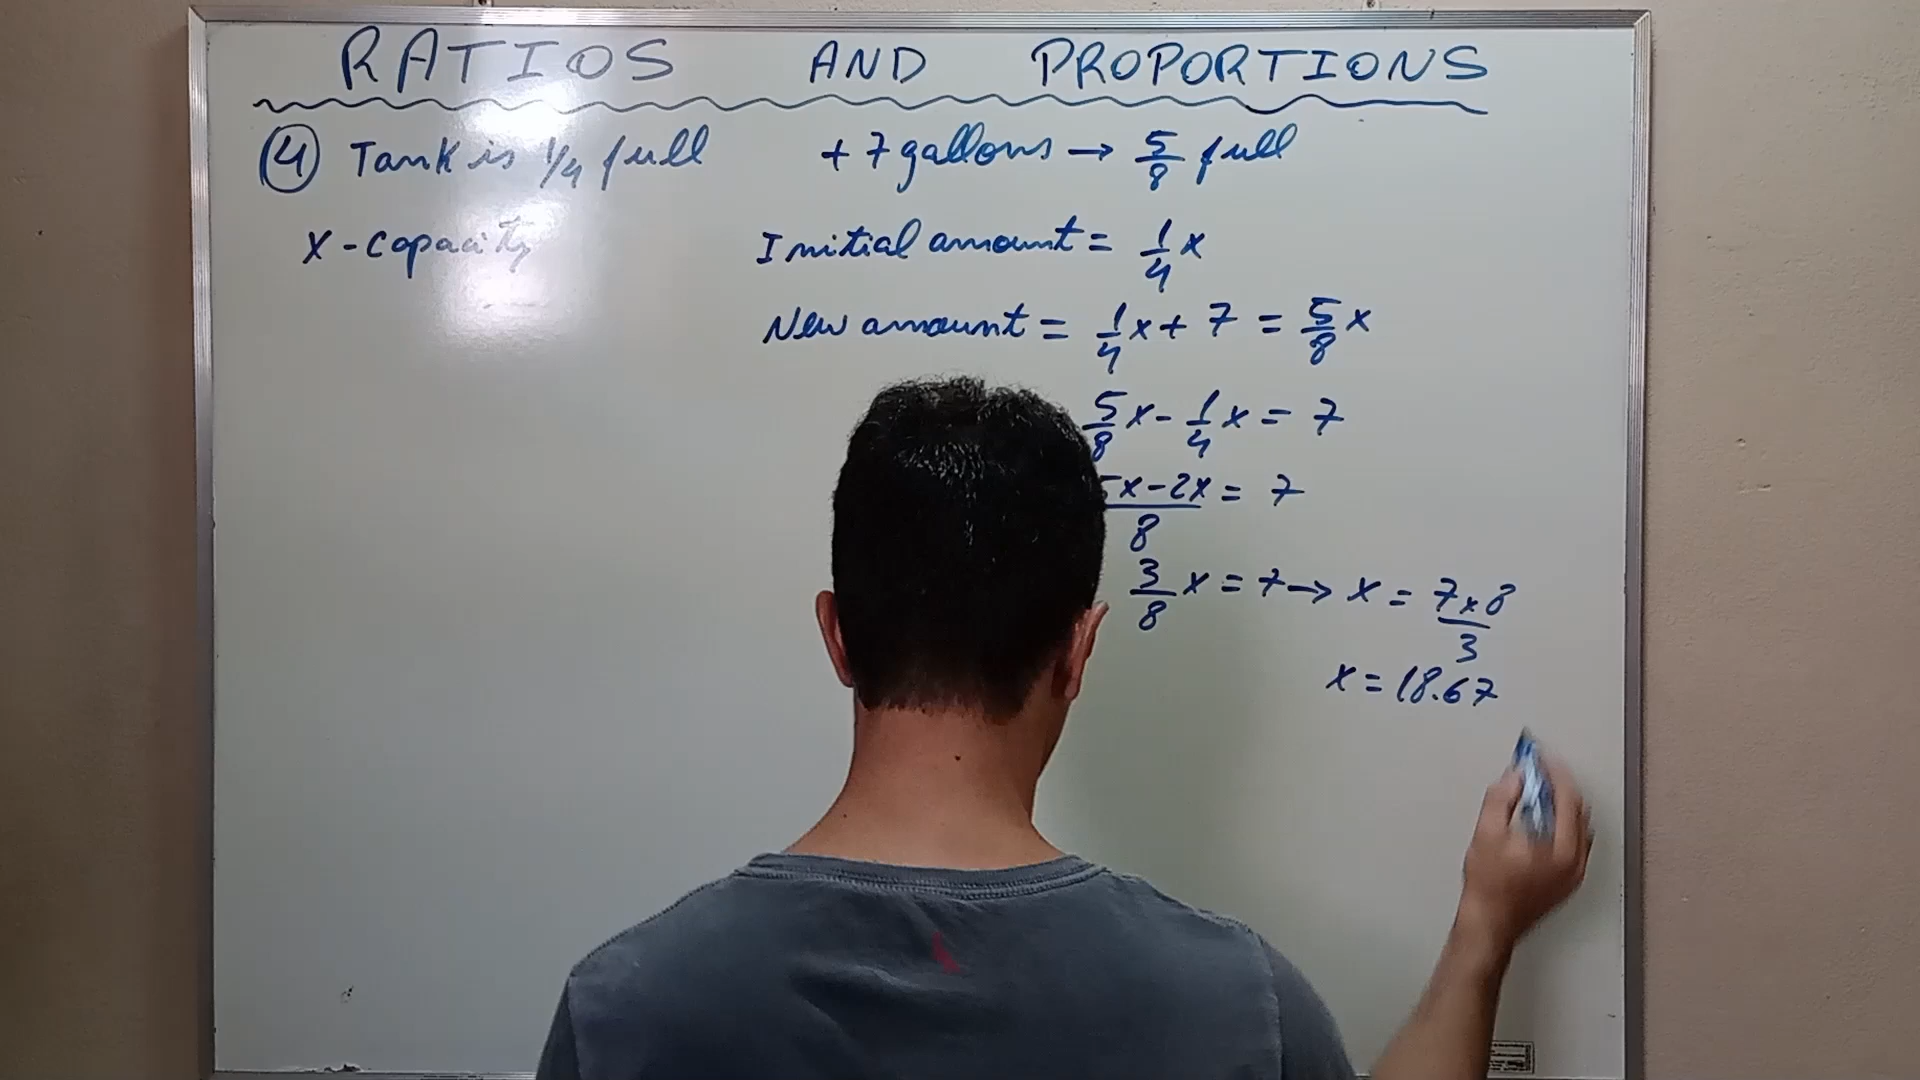 RATIOS AND PROPORTIONS
④ Tank is 1/4 full + 7 gallons → 5/8 full
x - capacity Initial amount = 1/4 x
New amount = 1/4 x + 7 = 5/8 x
5/8 x - 1/4 x = 7
5x - 2x / 8 = 7
3/8 x = 7 → x = 7 x 8 / 3
x = 18.67